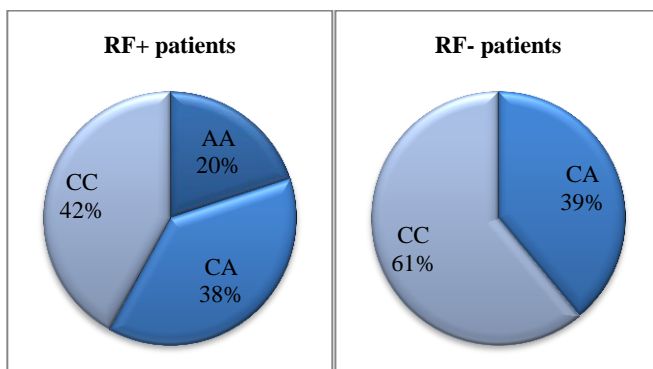 RF+ patients
AA
20%
CA
38%
CC
42%
RF- patients
CA
39%
CC
61%